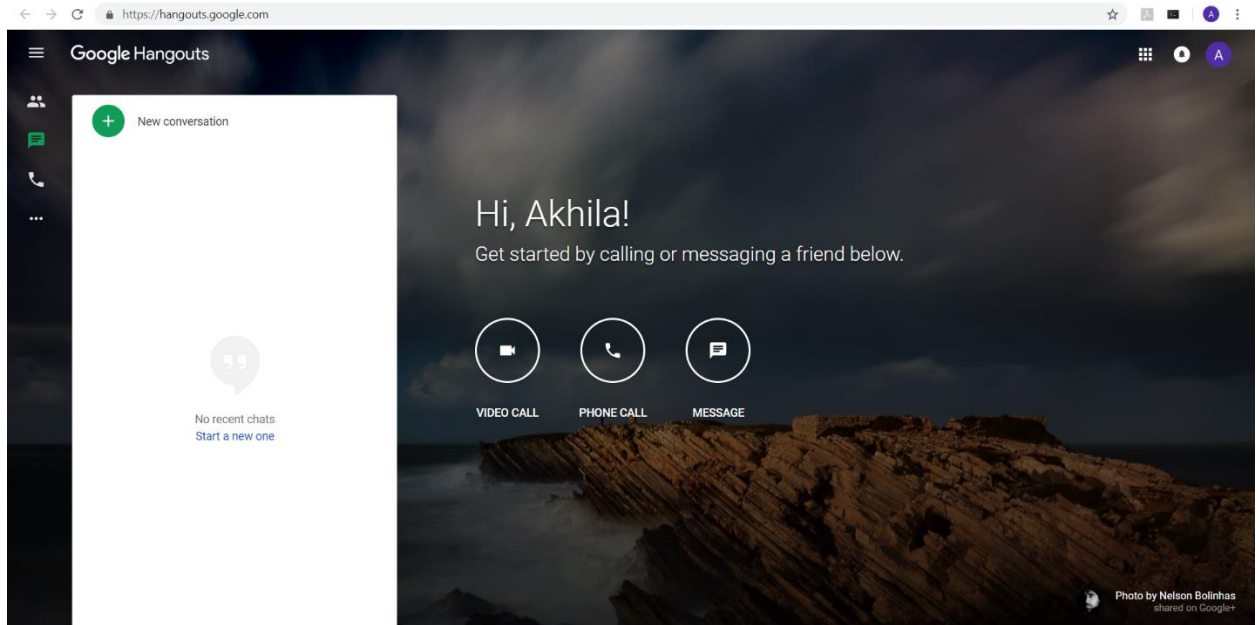 https://hangouts.google.com
A
Google Hangouts
A
New conversation
Hi, Akhila!
Get started by calling or messaging a friend below.
VIDEO CALL PHONE CALL MESSAGE
No recent chats
Start a new one
Photo by Nelson Bolinhas
shared on Google+